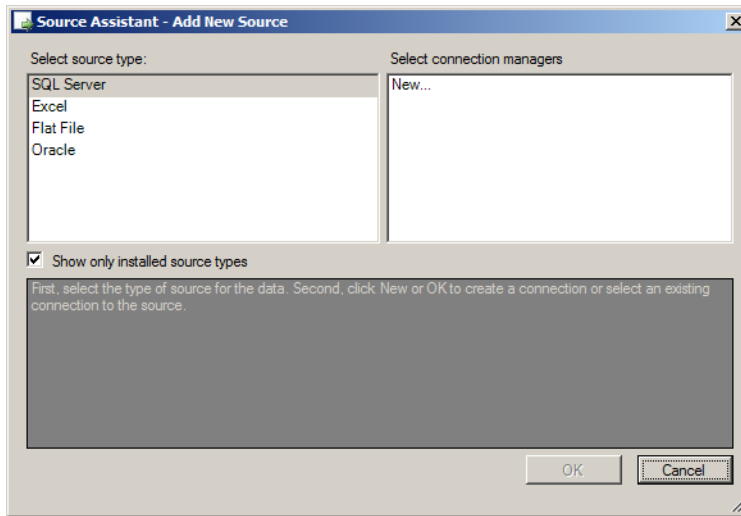 Source Assistant - Add New Source
Select source type:
Select connection managers
SQL Server
Excel
Flat File
Oracle
New...
Show only installed source types
First, select the type of source for the data. Second, click New or OK to create a connection or select an existing
connection to the source.
OK
Cancel